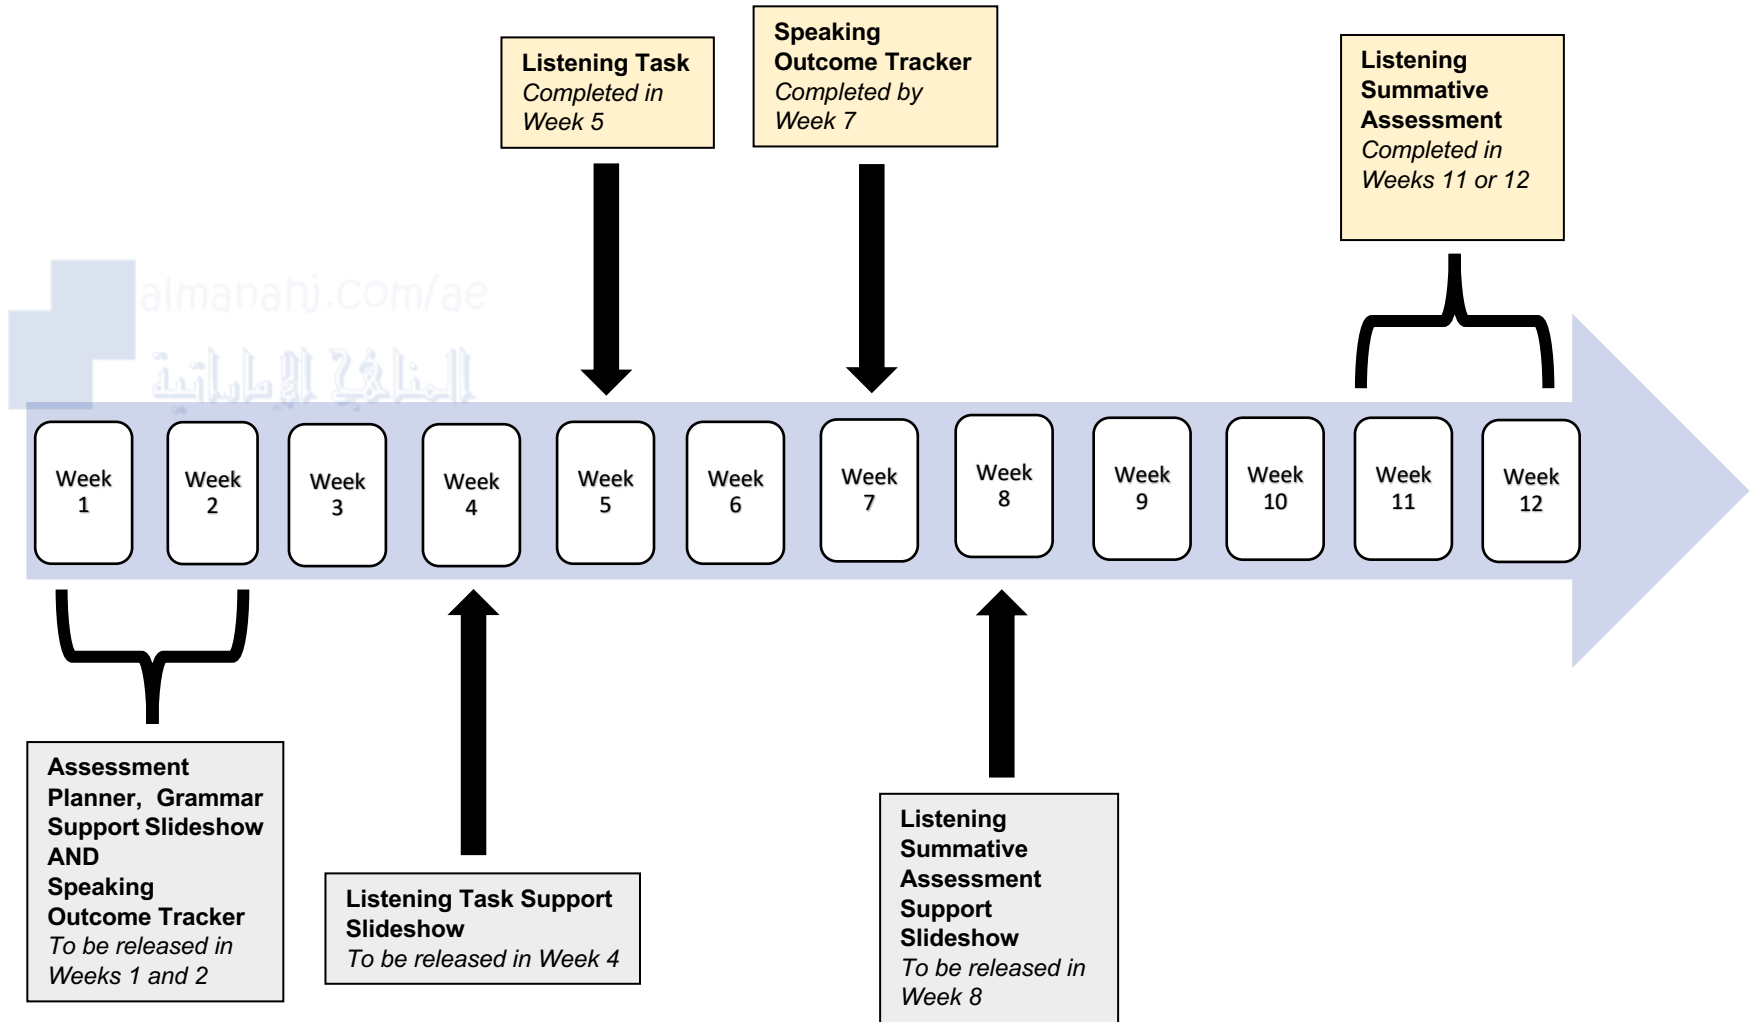 Listening Task
Completed in
Week 5
Speaking
Outcome Tracker
Completed by
Week 7
Listening
Summative
Assessment
Completed in
Weeks 11 or 12
almanahj.com/ae
المناهج الإماراتية
Week
1
Week
2
Week
3
Week
4
Week
5
Week
6
Week
7
Week
8
Week
9
Week
10
Week
11
Week
12
Assessment
Planner, Grammar
Support Slideshow
AND
Speaking
Outcome Tracker
To be released in
Weeks 1 and 2
Listening Task Support
Slideshow
To be released in Week 4
Listening
Summative
Assessment
Support
Slideshow
To be released in
Week 8